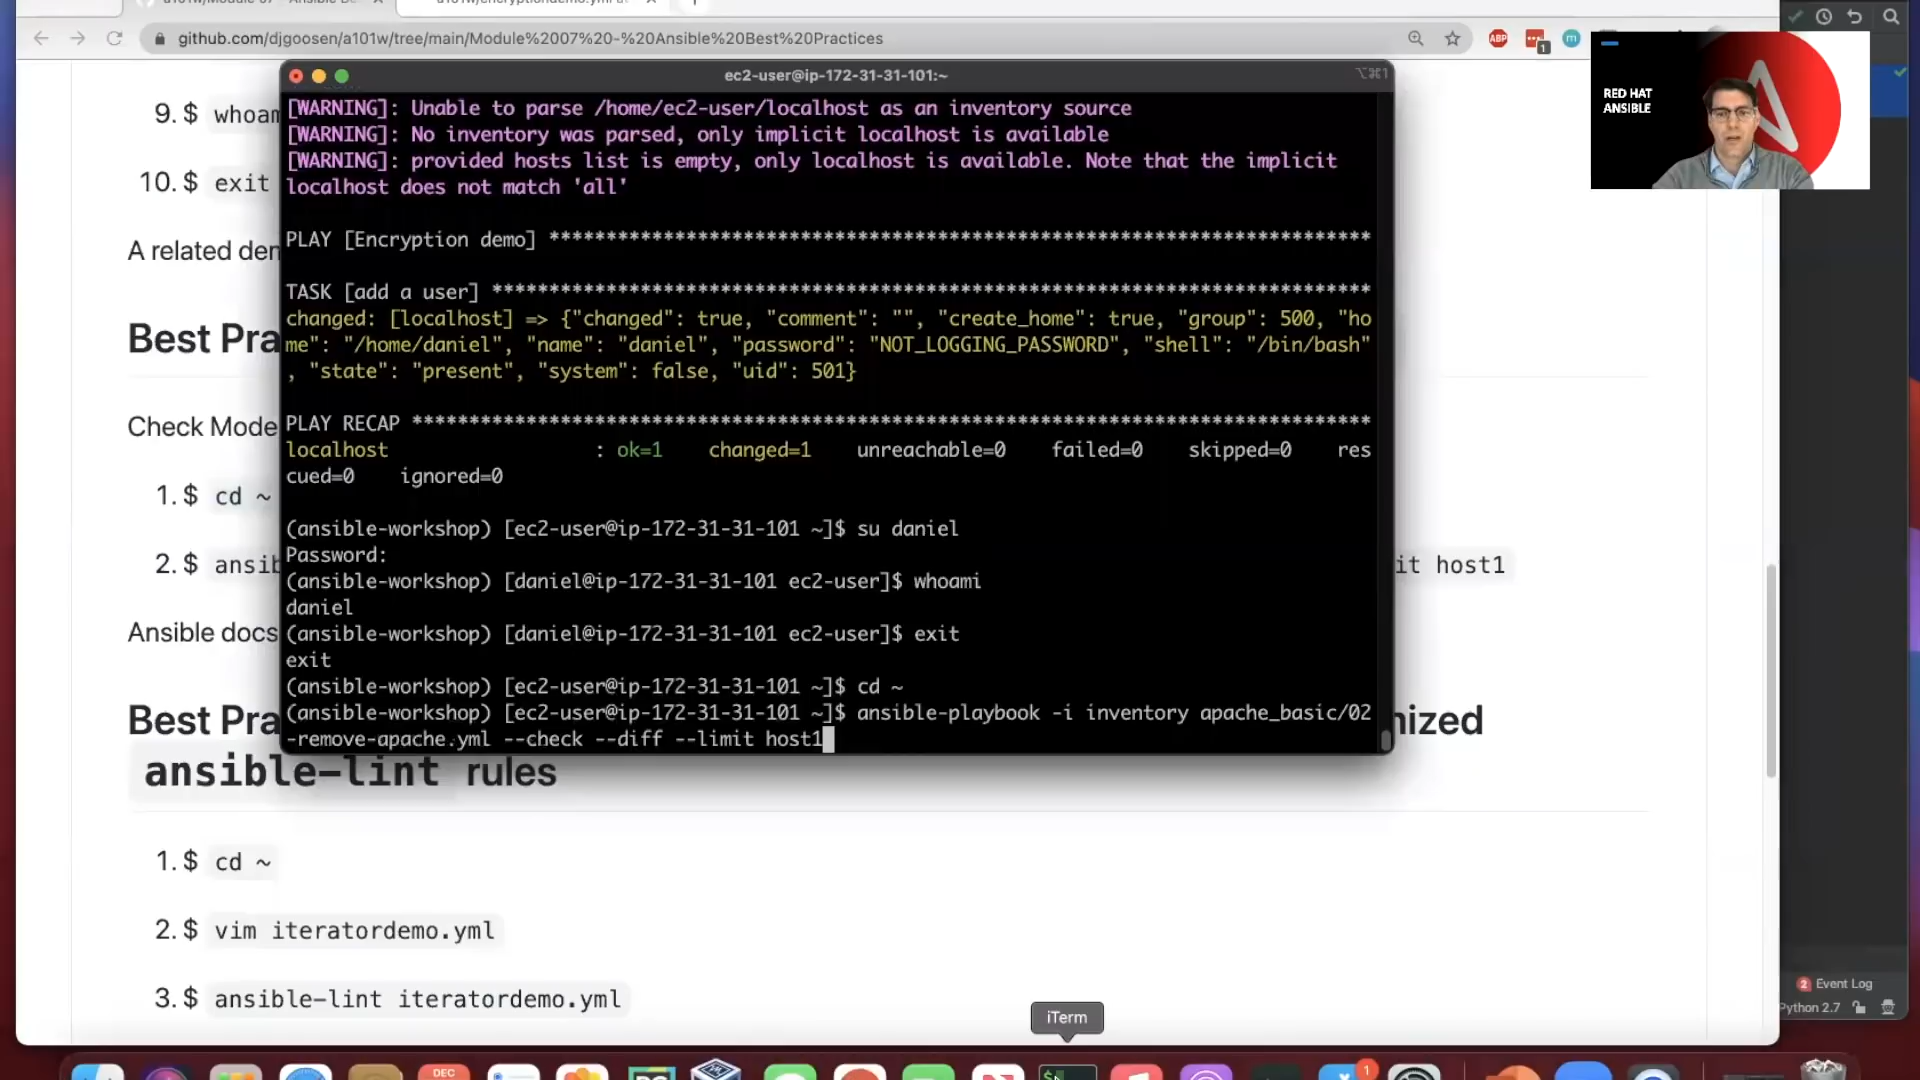 github.com/djgoosen/a101w/tree/main/Module%2007%20-%20Ansible%20Best%20Practices
ABP
1
m
RED HAT
ANSIBLE
ec2-user@ip-172-31-31-101:~
⌥⌘1
9. $ whoam
10. $ exit
A related den
Best Pra
Check Mode
1. $ cd ~
2. $ ansib
it host1
Ansible docs
[WARNING]: Unable to parse /home/ec2-user/localhost as an inventory source
[WARNING]: No inventory was parsed, only implicit localhost is available
[WARNING]: provided hosts list is empty, only localhost is available. Note that the implicit
localhost does not match 'all'
PLAY [Encryption demo] ************************************************************************
TASK [add a user] *****************************************************************************
changed: [localhost] => {"changed": true, "comment": "", "create_home": true, "group": 500, "ho
me": "/home/daniel", "name": "daniel", "password": "NOT_LOGGING_PASSWORD", "shell": "/bin/bash"
, "state": "present", "system": false, "uid": 501}
PLAY RECAP ************************************************************************************
localhost : ok=1 changed=1 unreachable=0 failed=0 skipped=0 res
cued=0 ignored=0
(ansible-workshop) [ec2-user@ip-172-31-31-101 ~]$ su daniel
Password:
(ansible-workshop) [daniel@ip-172-31-31-101 ec2-user]$ whoami
daniel
(ansible-workshop) [daniel@ip-172-31-31-101 ec2-user]$ exit
exit
(ansible-workshop) [ec2-user@ip-172-31-31-101 ~]$ cd ~
(ansible-workshop) [ec2-user@ip-172-31-31-101 ~]$ ansible-playbook -i inventory apache_basic/02
-remove-apache.yml --check --diff --limit host1
Best Pra
nized
ansible-lint rules
1. $ cd ~
2. $ vim iteratordemo.yml
3. $ ansible-lint iteratordemo.yml
iTerm
2 Event Log
Python 2.7
DEC
1